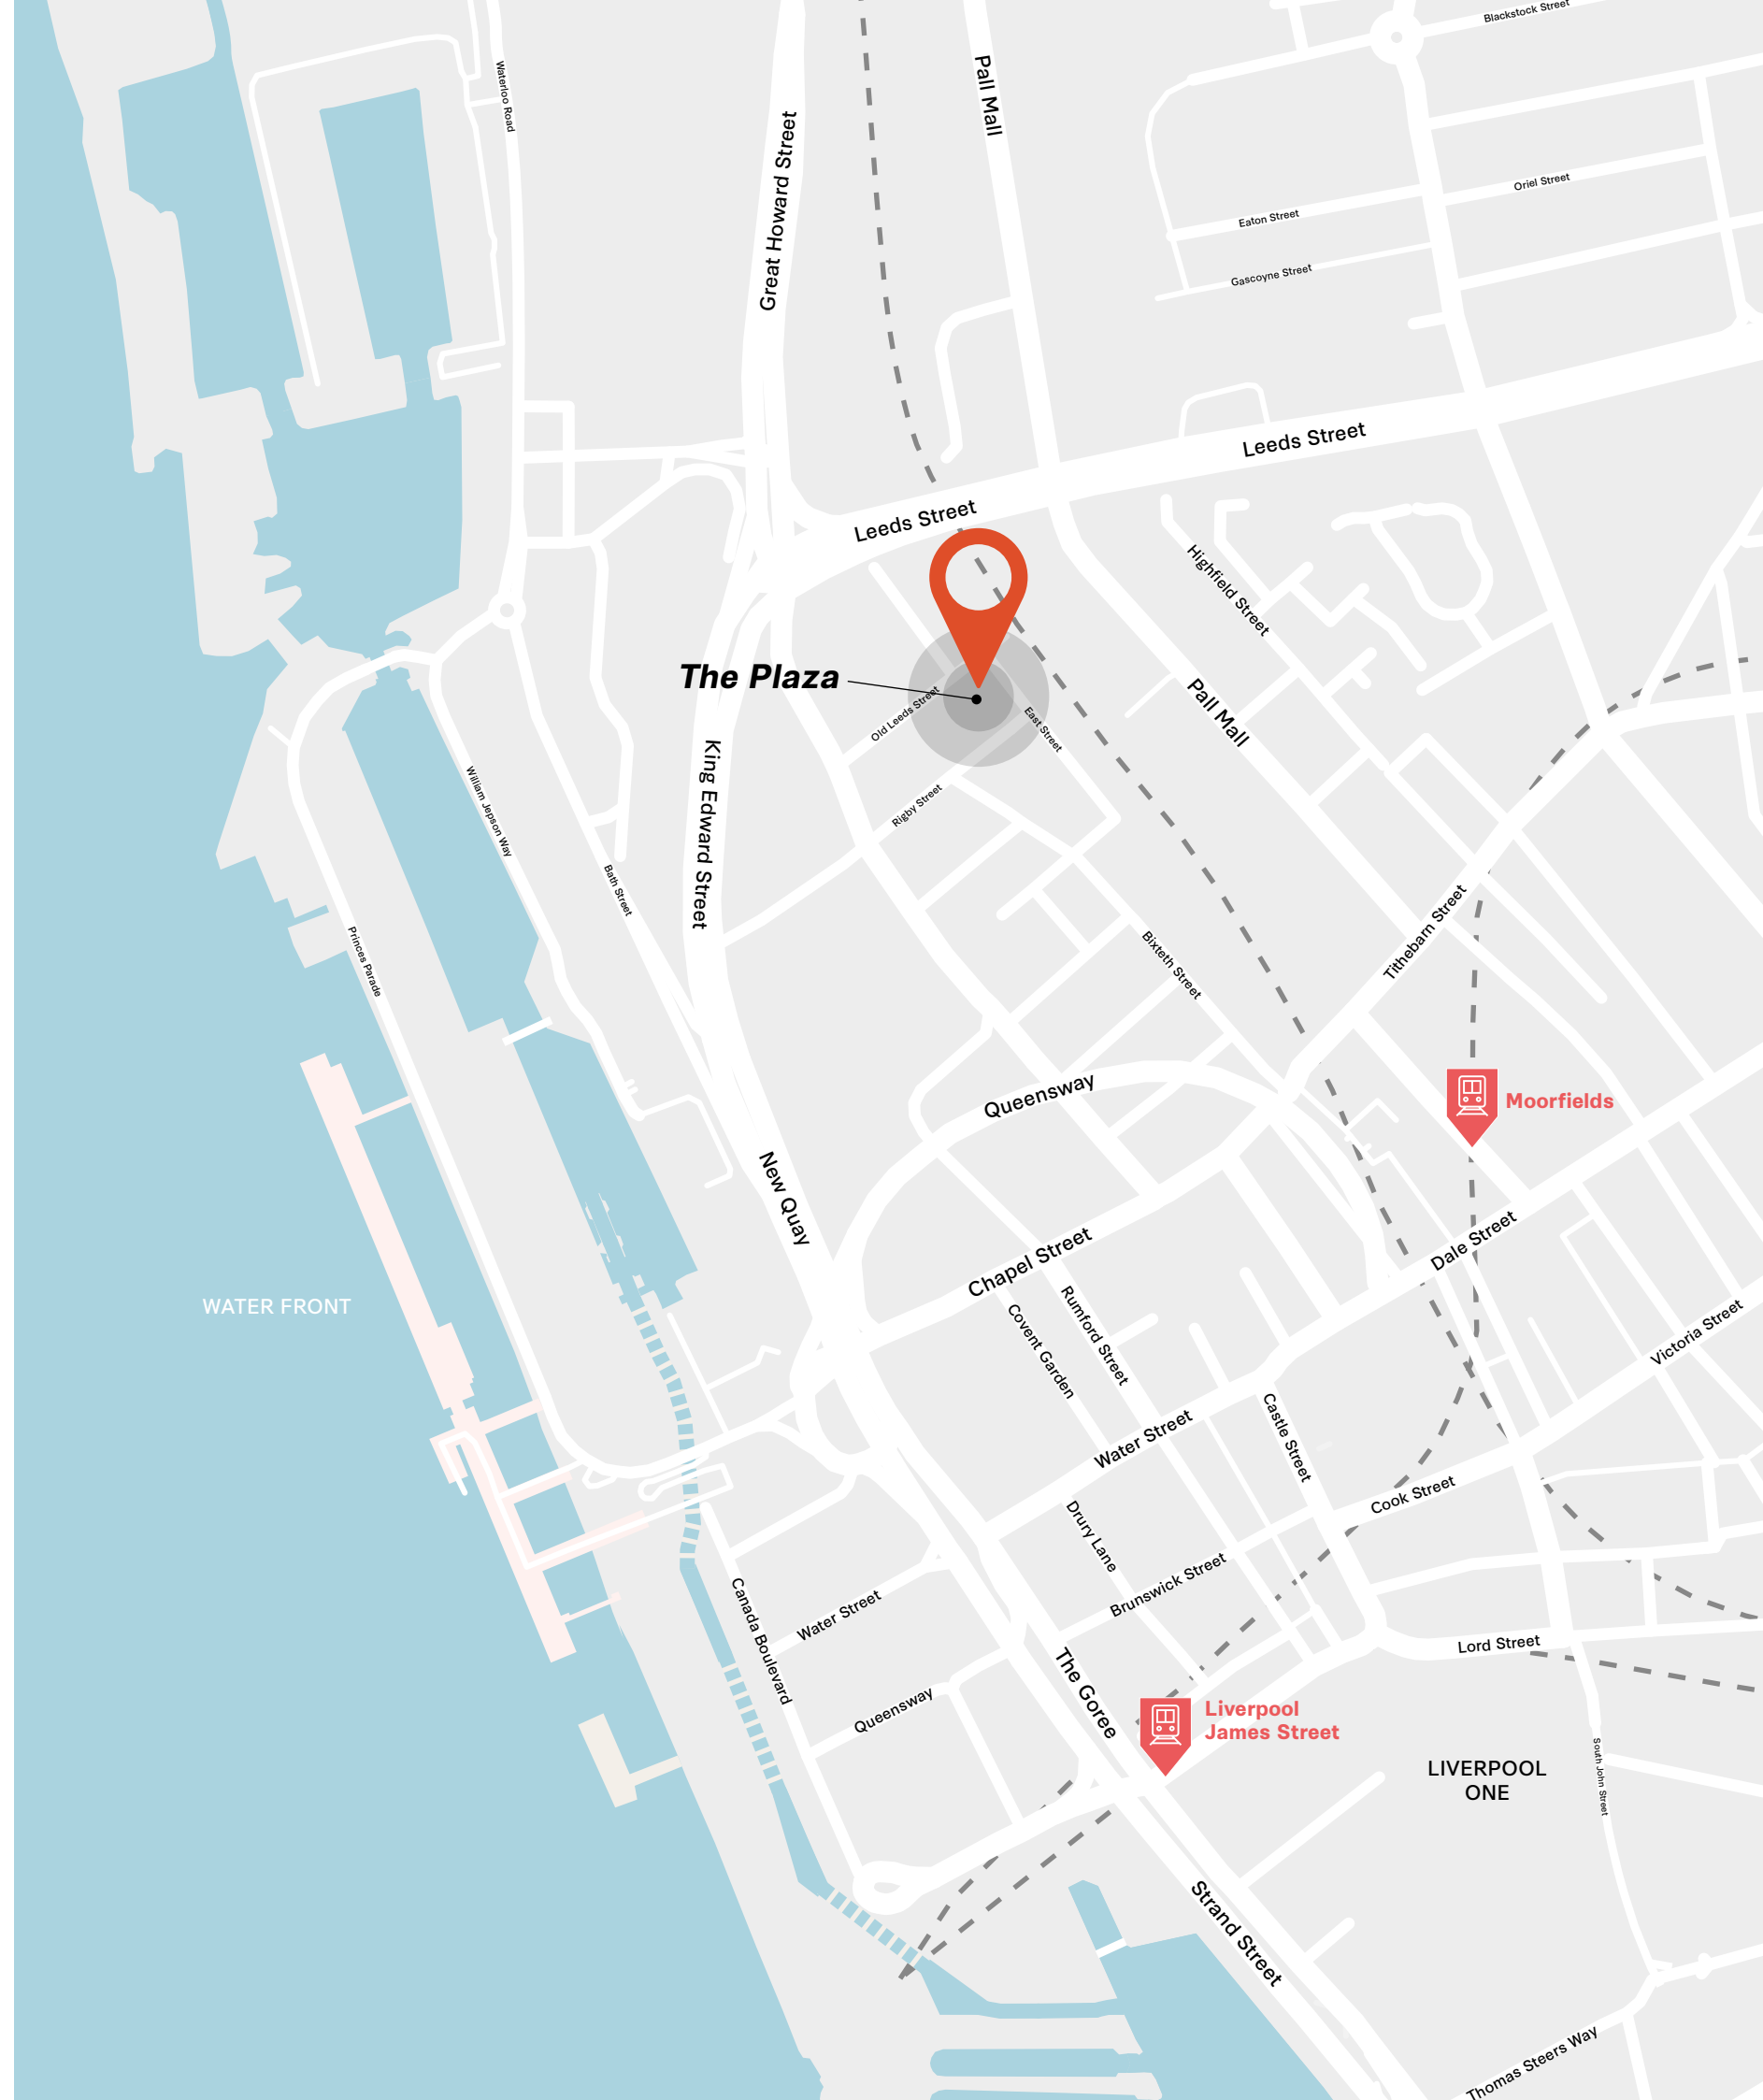 Blackstock Street
Waterloo Road
Pall Mall
Great Howard Street
Oriel Street
Eaton Street
Gascoyne Street
Leeds Street
Leeds Street
Highfield Street
The Plaza
Old Leeds Street
East Street
Pall Mall
King Edward Street
William Jepson Way
Rigby Street
Bath Street
Tithebarn Street
Bixteth Street
Princes Parade
Queensway
Moorfields
New Quay
Chapel Street
Dale Street
WATER FRONT
Rumford Street
Covent Garden
Victoria Street
Water Street
Castle Street
Cook Street
Drury Lane
Brunswick Street
Canada Boulevard
Water Street
Lord Street
The Goree
Queensway
Liverpool
James Street
South John Street
LIVERPOOL
ONE
Strand Street
Thomas Steers Way